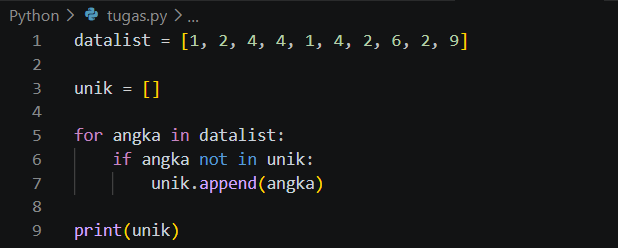 Python > tugas.py > ...
1 datalist = [1, 2, 4, 4, 1, 4, 2, 6, 2, 9]
2
3 unik = []
4
5 for angka in datalist:
6     if angka not in unik:
7         unik.append(angka)
8
9 print(unik)